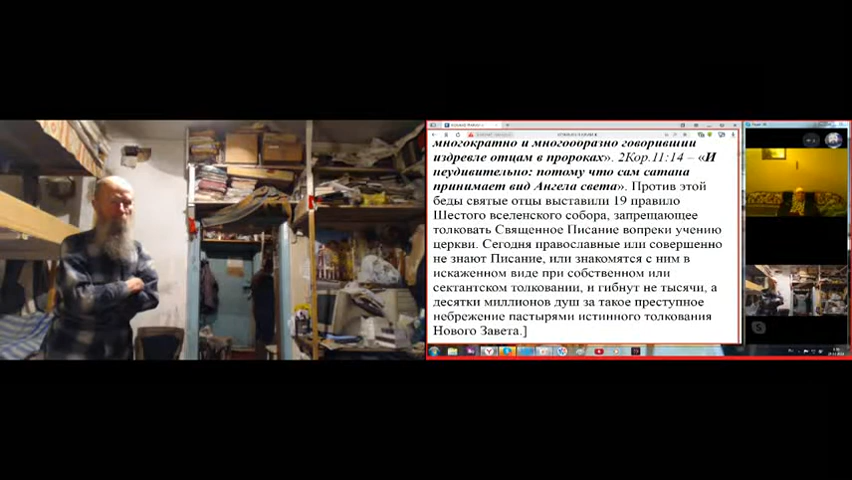 многократно и многообразно говоривший
издревле отцам в пророках». 2Кор.11:14 – «И
неудивительно: потому что сам сатана
принимает вид Ангела света». Против этой
беды святые отцы выставили 19 правило
Шестого вселенского собора, запрещающее
толковать Священное Писание вопреки учению
церкви. Сегодня православные или совершенно
не знают Писание, или знакомятся с ним в
искаженном виде при собственном или
сектантском толковании, и гибнут не тысячи, а
десятки миллионов душ за такое преступное
небрежение пастырями истинного толкования
Нового Завета.]